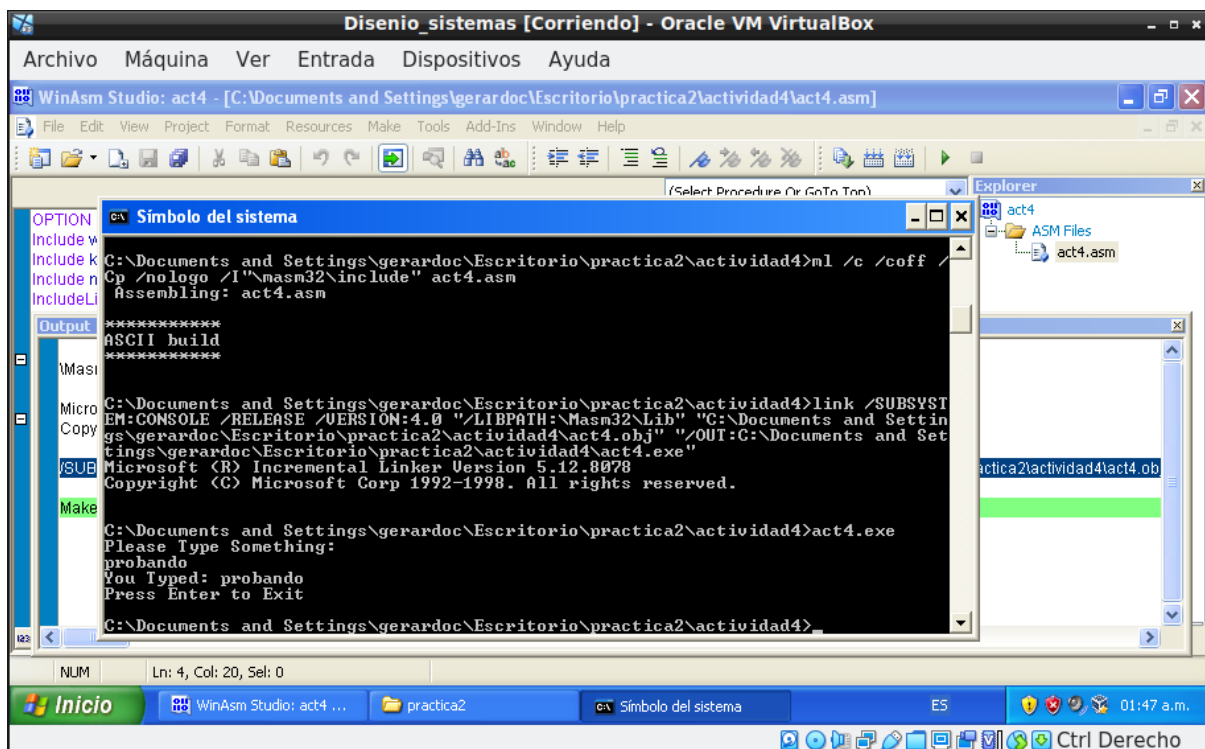 Disenio_sistemas [Corriendo] - Oracle VM VirtualBox
Archivo Máquina Ver Entrada Dispositivos Ayuda
WinAsm Studio: act4 - [C:\Documents and Settings\gerardoc\Escritorio\practica2\actividad4\act4.asm]
File Edit View Project Format Resources Make Tools Add-Ins Window Help
(Select Procedure Or GoTo Top)
Explorer
act4
ASM Files
act4.asm
OPTION
Include w
Include k
Include n
IncludeLi
Output
\Mas
Micro
Copy
/SUB
Make
actica2\actividad4\act4.ob
Símbolo del sistema
C:\Documents and Settings\gerardoc\Escritorio\practica2\actividad4>ml /c /coff /
Cp /nologo /I"\masm32\include" act4.asm
Assembling: act4.asm
***********
ASCII build
***********
C:\Documents and Settings\gerardoc\Escritorio\practica2\actividad4>link /SUBSYST
EM:CONSOLE /RELEASE /VERSION:4.0 "/LIBPATH:\Masm32\Lib" "C:\Documents and Settin
gs\gerardoc\Escritorio\practica2\actividad4\act4.obj" "/OUT:C:\Documents and Set
tings\gerardoc\Escritorio\practica2\actividad4\act4.exe"
Microsoft (R) Incremental Linker Version 5.12.8078
Copyright (C) Microsoft Corp 1992-1998. All rights reserved.
C:\Documents and Settings\gerardoc\Escritorio\practica2\actividad4>act4.exe
Please Type Something:
probando
You Typed: probando
Press Enter to Exit
C:\Documents and Settings\gerardoc\Escritorio\practica2\actividad4>_
NUM Ln: 4, Col: 20, Sel: 0
Inicio WinAsm Studio: act4 ... practica2 Símbolo del sistema ES 01:47 a.m.
Ctrl Derecho